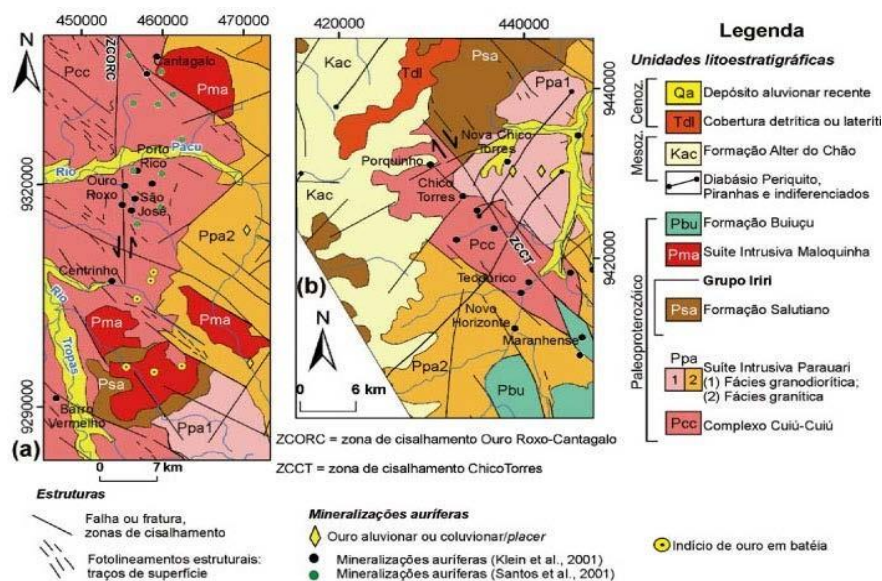 450000 460000 470000
9320000
9290000
N
ZCORC
Cantagalo
Pcc
Pma
Porto
Rico
Rio
Pacu
Ouro
Roxo
São
José
Ppa2
Centrinho
Rio
Tropas
Pma
Pma
Psa
Barro
Vermelho
Ppa1
(a)
0 7 km
420000 440000
9440000
9420000
N
Kac
Tdl
Psa
Ppa1
Nova Chico
Torres
Porquinho
Kac
Chico
Torres
Pcc
ZCCT
(b)
Teodorico
Novo
Horizonte
Maranhense
Ppa2
Pbu
N
0 6 km
ZCORC = zona de cisalhamento Ouro Roxo-Cantagalo
ZCCT = zona de cisalhamento ChicoTorres
Legenda
Unidades litoestratigráficas
Cenoz.
Qa Depósito aluvionar recente
Tdl Cobertura detrítica ou lateríti
Mesoz.
Kac Formação Alter do Chão
Diabásio Periquito,
Piranhas e indiferenciados
Paleoproterozóico
Pbu Formação Buiuçu
Pma Suíte Intrusiva Maloquinha
Grupo Iriri
Psa Formação Salutiano
Ppa Suíte Intrusiva Parauari
1 2 (1) Fácies granodiorítica;
(2) Fácies granítica
Pcc Complexo Cuiú-Cuiú
Estruturas
Falha ou fratura,
zonas de cisalhamento
Fotolineamentos estruturais:
traços de superfície
Mineralizações auríferas
Ouro aluvionar ou coluvionar/placer
Mineralizações auríferas (Klein et al., 2001)
Mineralizações auríferas (Santos et al., 2001)
Indício de ouro em batéia